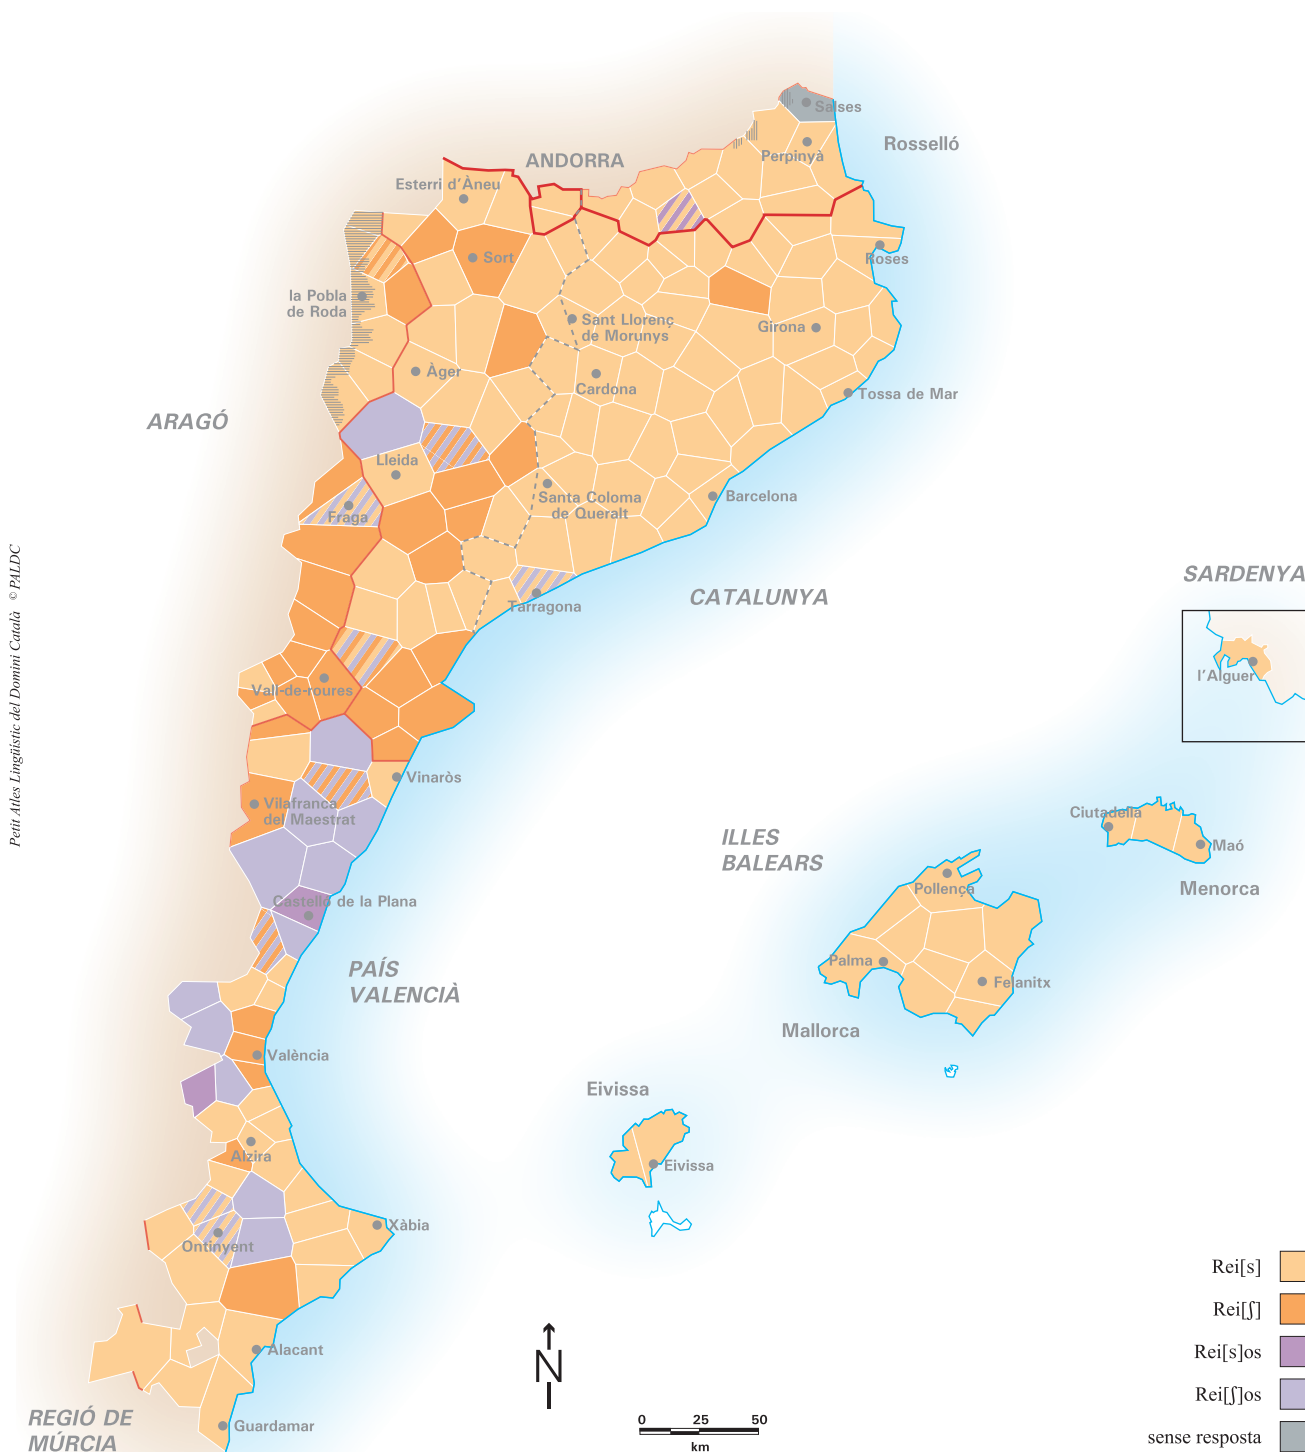 Salses
Rosselló
Perpinyà
ANDORRA
Esterri d'Àneu
Sort
Roses
la Pobla
de Roda
Sant Llorenç
de Morunys
Girona
Àger
Cardona
Tossa de Mar
ARAGÓ
Lleida
Santa Coloma
de Queralt
Barcelona
Fraga
Tarragona
CATALUNYA
SARDENYA
l'Alguer
Petit Atles Lingüístic del Domini Català © PALDC
Vall-de-roures
Vinaròs
Vilafranca
del Maestrat
ILLES
BALEARS
Ciutadella
Maó
Menorca
Pollença
Castelló de la Plana
PAÍS
VALENCIÀ
Palma
Felanitx
Mallorca
València
Eivissa
Alzira
Eivissa
Xàbia
Ontinyent
Alacant
Guardamar
REGIÓ DE
MÚRCIA
N
0 25 50
km
Rei[s]
Rei[ʃ]
Rei[s]os
Rei[ʃ]os
sense resposta